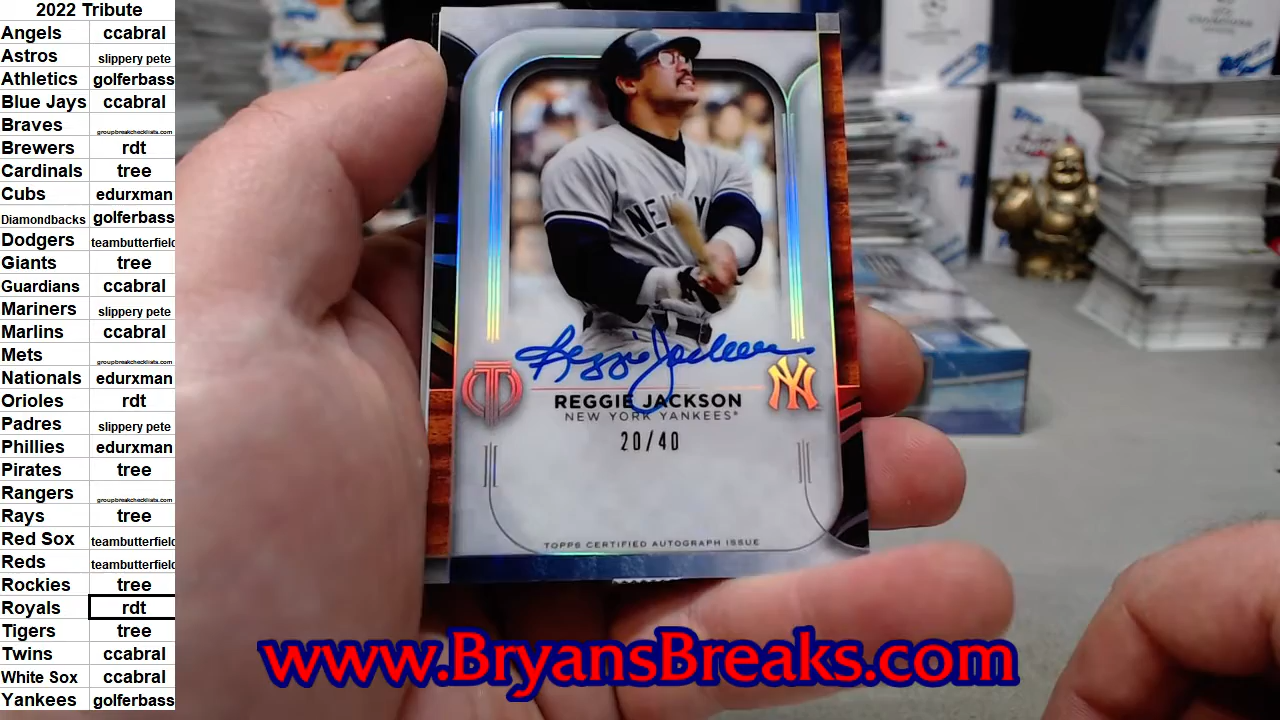 2022 Tribute
Angels ccabral
Astros slippery pete
Athletics golferbass
Blue Jays ccabral
Braves groupbreakchecklists.com
Brewers rdt
Cardinals tree
Cubs edurxman
Diamondbacks golferbass
Dodgers teambutterfield
Giants tree
Guardians ccabral
Mariners slippery pete
Marlins ccabral
Mets groupbreakchecklists.com
Nationals edurxman
Orioles rdt
Padres slippery pete
Phillies edurxman
Pirates tree
Rangers groupbreakchecklists.com
Rays tree
Red Sox teambutterfield
Reds teambutterfield
Rockies tree
Royals rdt
Tigers tree
Twins ccabral
White Sox ccabral
Yankees golferbass
NEW Y
Reggie Jackson
T
NY
REGGIE JACKSON
NEW YORK YANKEES®
20/40
TOPPS CERTIFIED AUTOGRAPH ISSUE
www.BryansBreaks.com